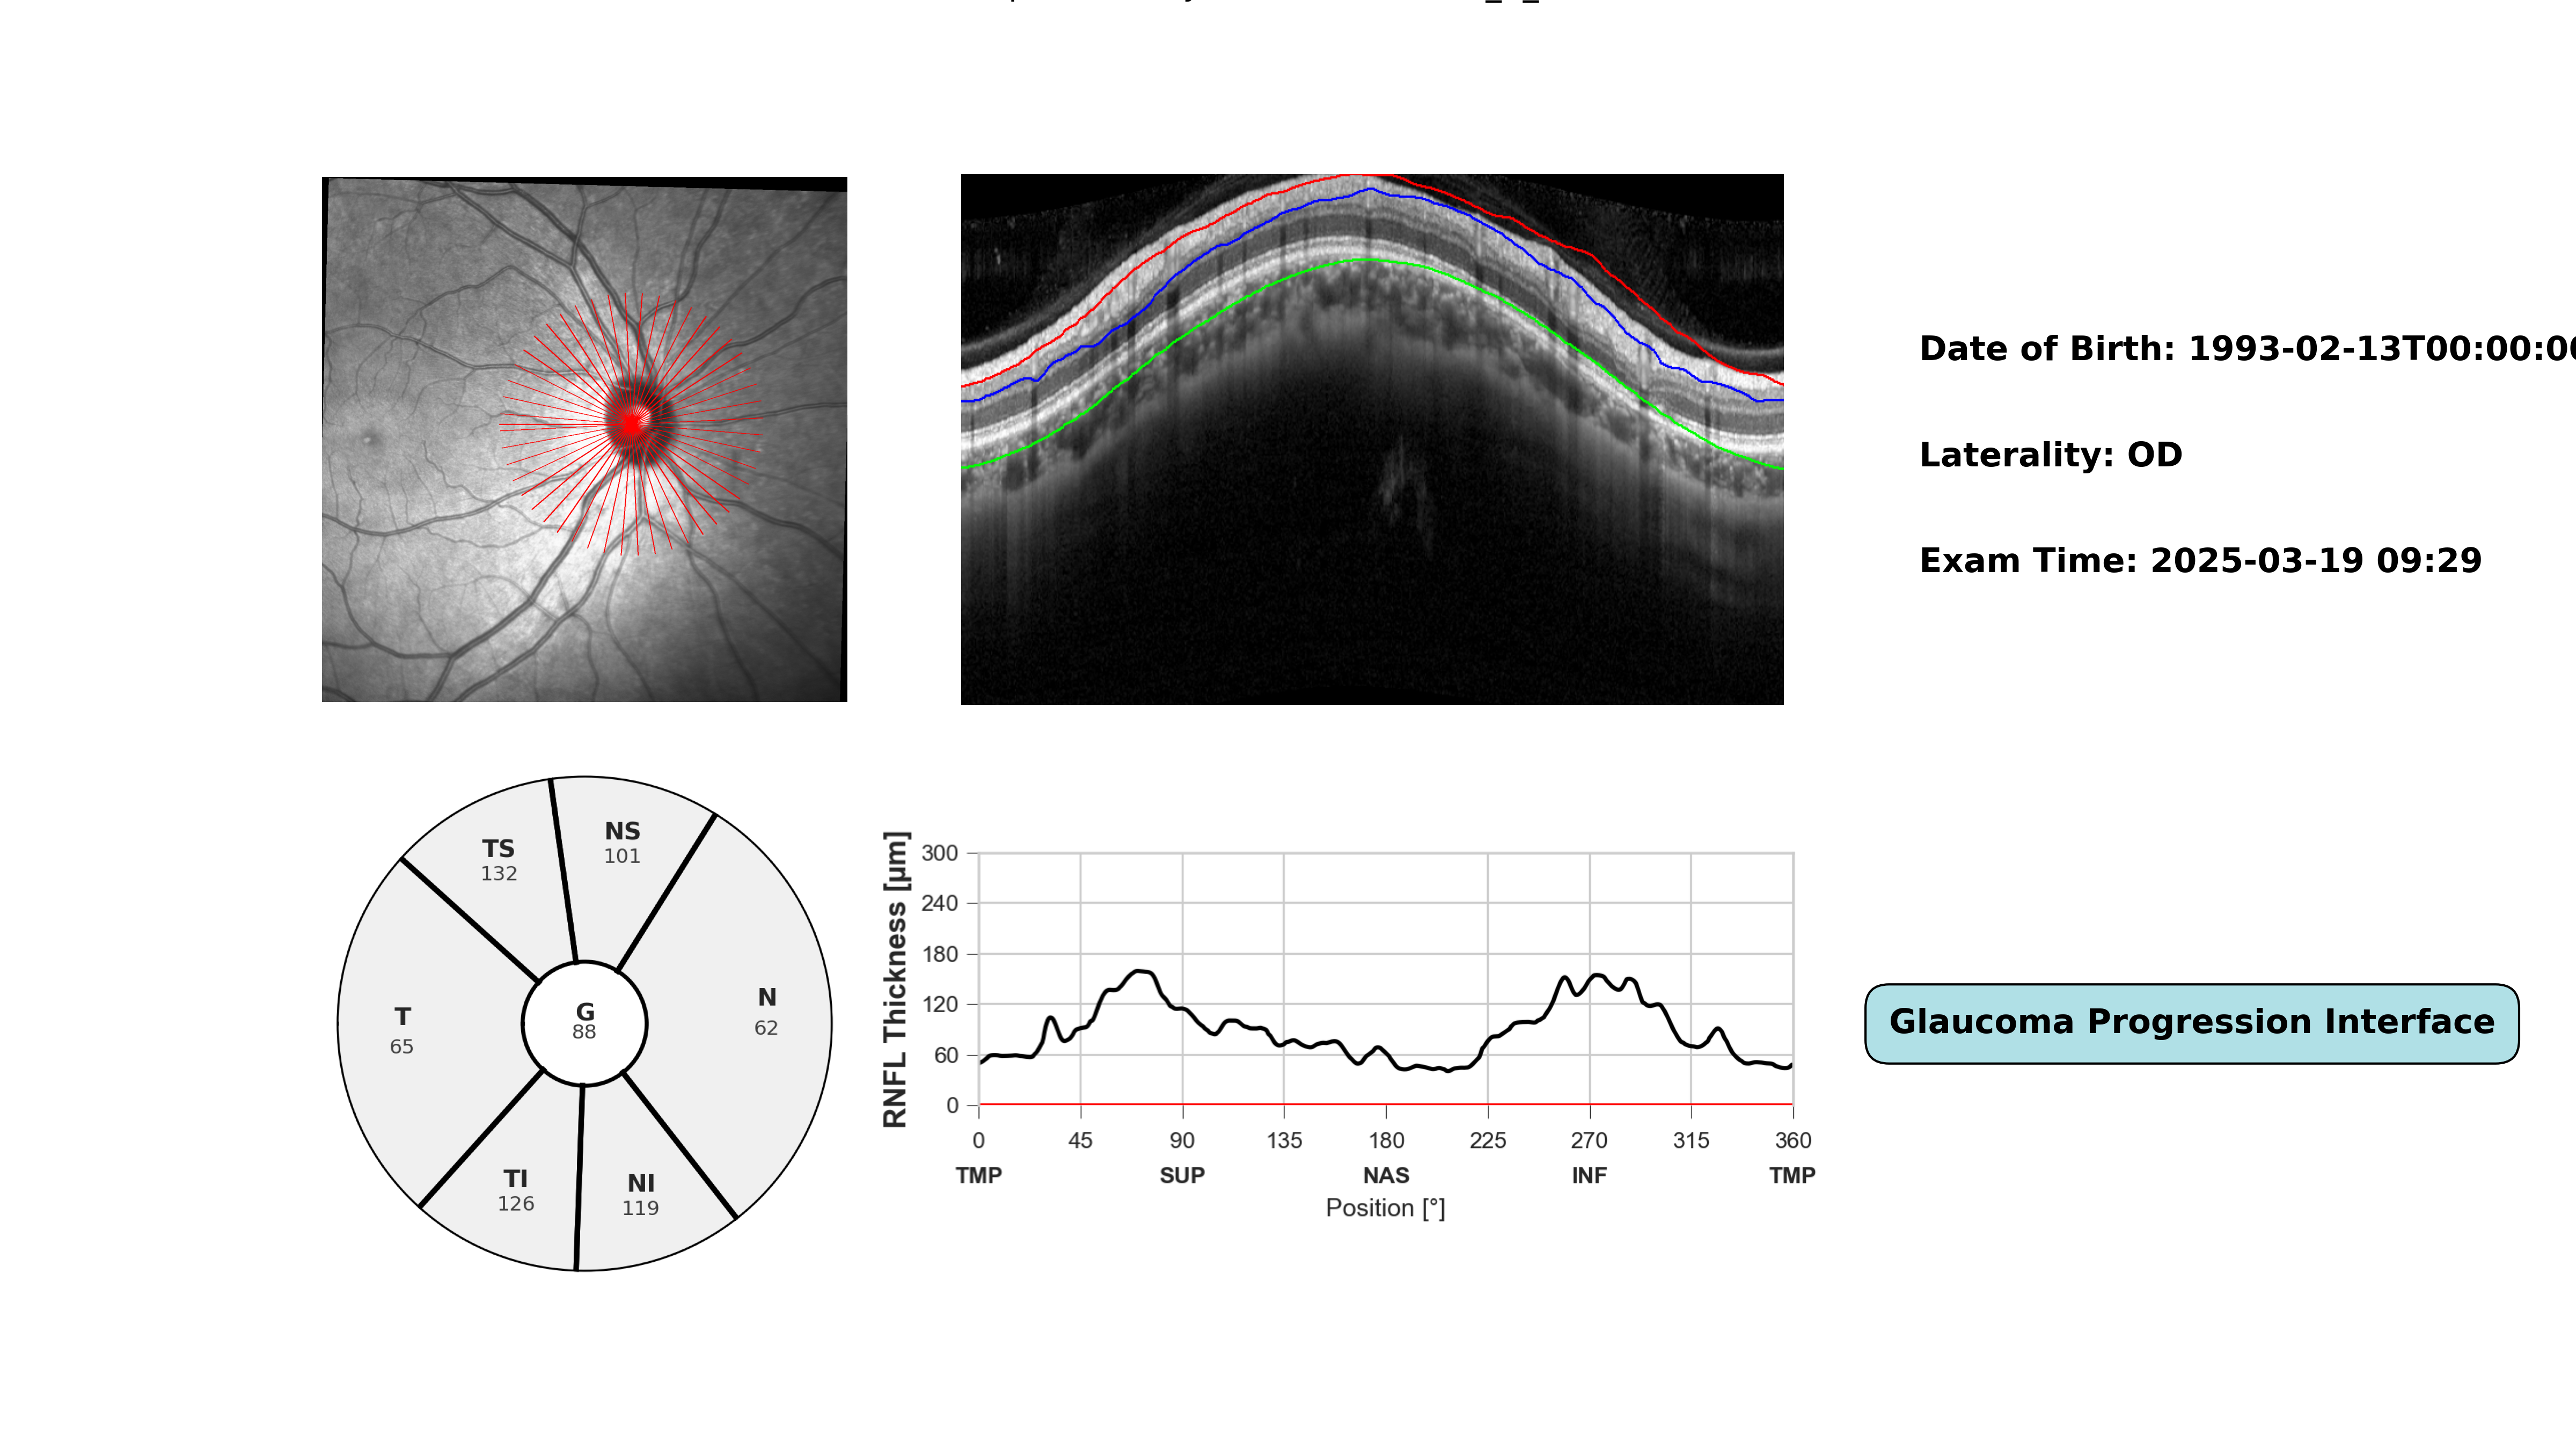 Date of Birth: 1993-02-13T00:00:00
Laterality: OD
Exam Time: 2025-03-19 09:29
TS
132
NS
101
T
65
G
88
N
62
TI
126
NI
119
RNFL Thickness [µm]
300
240
180
120
60
0
0 45 90 135 180 225 270 315 360
TMP SUP NAS INF TMP
Position [°]
Glaucoma Progression Interface